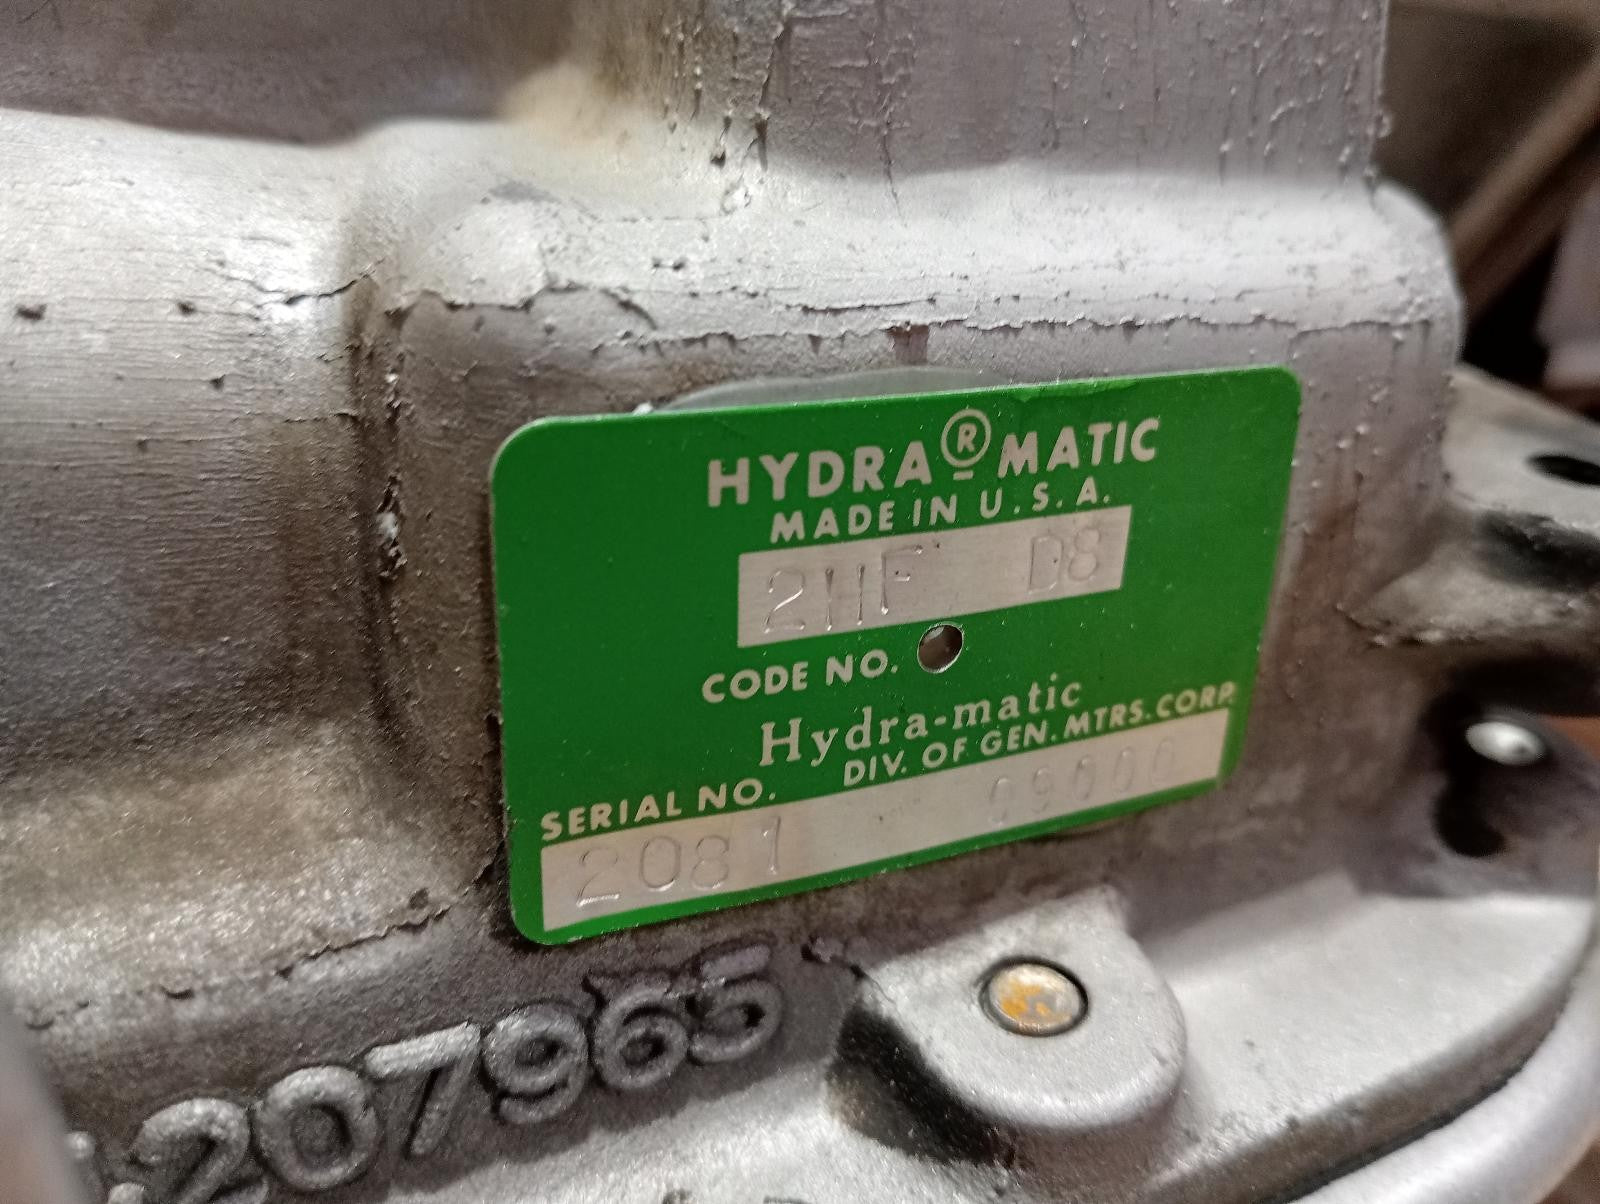 HYDRA®MATIC
MADE IN U.S.A.
2HF D8
CODE NO.
Hydra-matic
DIV. OF GEN. MTRS. CORP.
SERIAL NO.
2081 09000
207965